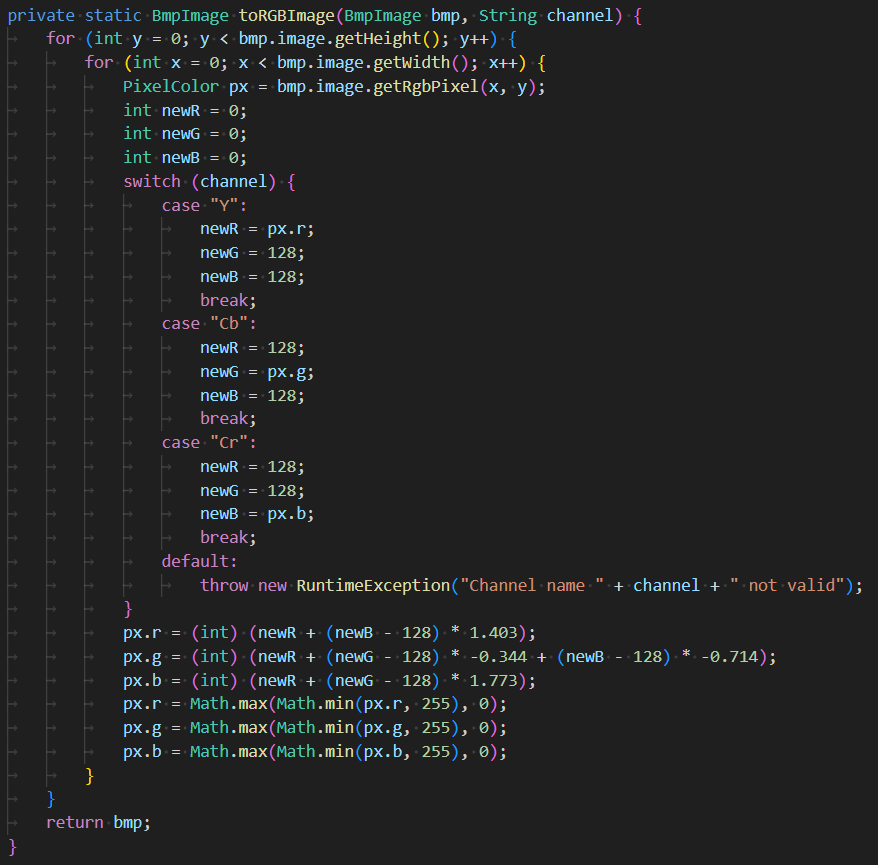 private static BmpImage toRGBImage(BmpImage bmp, String channel) {
    for (int y = 0; y < bmp.image.getHeight(); y++) {
        for (int x = 0; x < bmp.image.getWidth(); x++) {
            PixelColor px = bmp.image.getRgbPixel(x, y);
            int newR = 0;
            int newG = 0;
            int newB = 0;
            switch (channel) {
                case "Y":
                    newR = px.r;
                    newG = 128;
                    newB = 128;
                    break;
                case "Cb":
                    newR = 128;
                    newG = px.g;
                    newB = 128;
                    break;
                case "Cr":
                    newR = 128;
                    newG = 128;
                    newB = px.b;
                    break;
                default:
                    throw new RuntimeException("Channel name " + channel + " not valid");
            }
            px.r = (int) (newR + (newB - 128) * 1.403);
            px.g = (int) (newR + (newG - 128) * -0.344 + (newB - 128) * -0.714);
            px.b = (int) (newR + (newG - 128) * 1.773);
            px.r = Math.max(Math.min(px.r, 255), 0);
            px.g = Math.max(Math.min(px.g, 255), 0);
            px.b = Math.max(Math.min(px.b, 255), 0);
        }
    }
    return bmp;
}